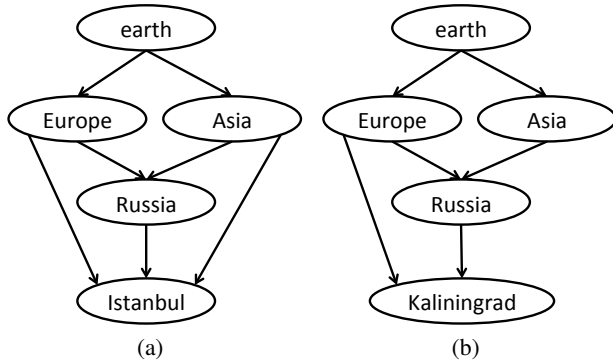 earth
Europe
Asia
Russia
Istanbul
(a)
earth
Europe
Asia
Russia
Kaliningrad
(b)